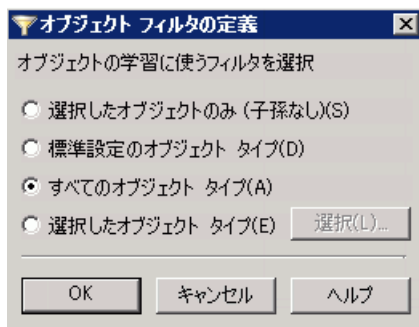 オブジェクト フィルタの定義
オブジェクトの学習に使うフィルタを選択
選択したオブジェクトのみ (子孫なし)(S)
標準設定のオブジェクト タイプ(D)
すべてのオブジェクト タイプ(A)
選択したオブジェクト タイプ(E) 選択(L)...
OK キャンセル ヘルプ